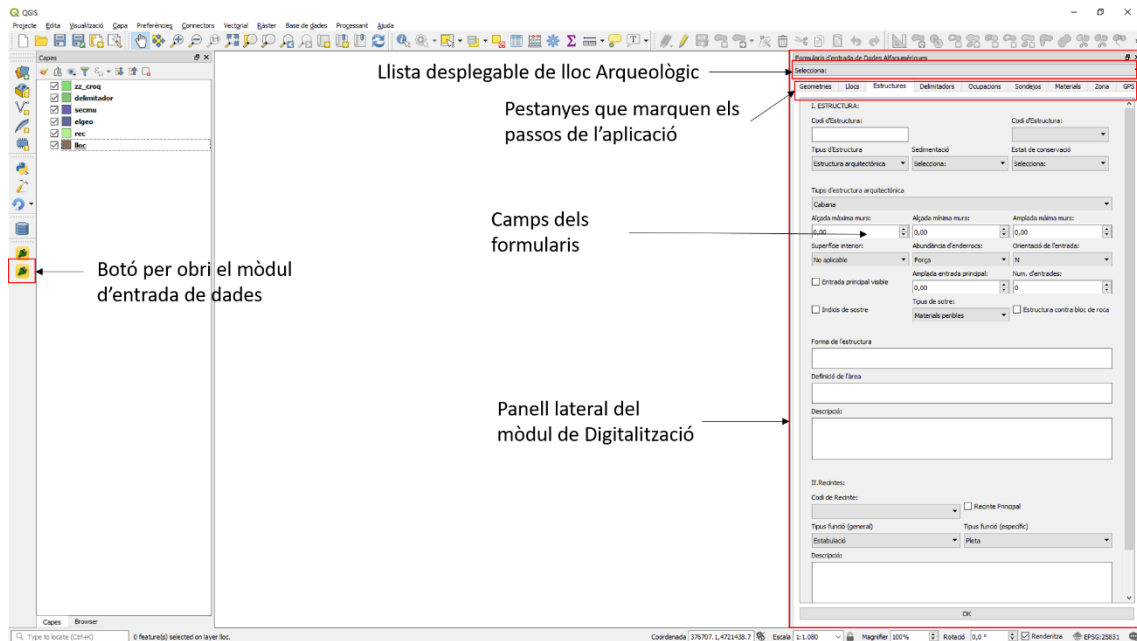 QGIS
Projecte Edita Visualització Capa Preferències Connectors Vectorial Ràster Base de dades Processant Ajuda
Capes
zz_croq
delimitador
secmu
elgeo
rec
lloc
Botó per obri el mòdul
d’entrada de dades
Llista desplegable de lloc Arqueològic
Pestanyes que marquen els
passos de l’aplicació
Camps dels
formularis
Panell lateral del
mòdul de Digitalització
Formularis d'entrada de Dades Alfanumèriques
Selecciona:
Geometries Llocs Estructures Delimitadors Ocupacions Sondejos Materials Zona GPS
I. ESTRUCTURA:
Codi d'Estructura: Codi d'Estructura:
Tipus d'Estructura Sedimentació Estat de conservació
Estructura arquitectònica Selecciona: Selecciona:
Tiups d'estructura arquitectònica
Cabana
Alçada màxima murs: Alçada mínima murs: Amplada màima murs:
0,00 0,00 0,00
Superfície interior: Abundància d'enderrocs: Orientació de l'entrada:
No aplicable Força N
Entrada principal visible Amplada entrada principal: Num. d'entrades:
0,00 0
Indicis de sostre Tipus de sotre: Estructura contra bloc de roca
Materials peribles
Forma de l'estructura
Definició de l'àrea
Descripció:
II.Recintes:
Codi de Recinte:
Recinte Principal
Tipus funció (general) Tipus funció (específic)
Estabulació Pleta
Descripció:
OK
Capes Browser
Type to locate (Ctrl+K) 0 feature(s) selected on layer lloc. Coordenada 376707.1,4721438.7 Escala 1:1.080 Magnifier 100% Rotació 0,0 ° Renderitza EPSG:25831